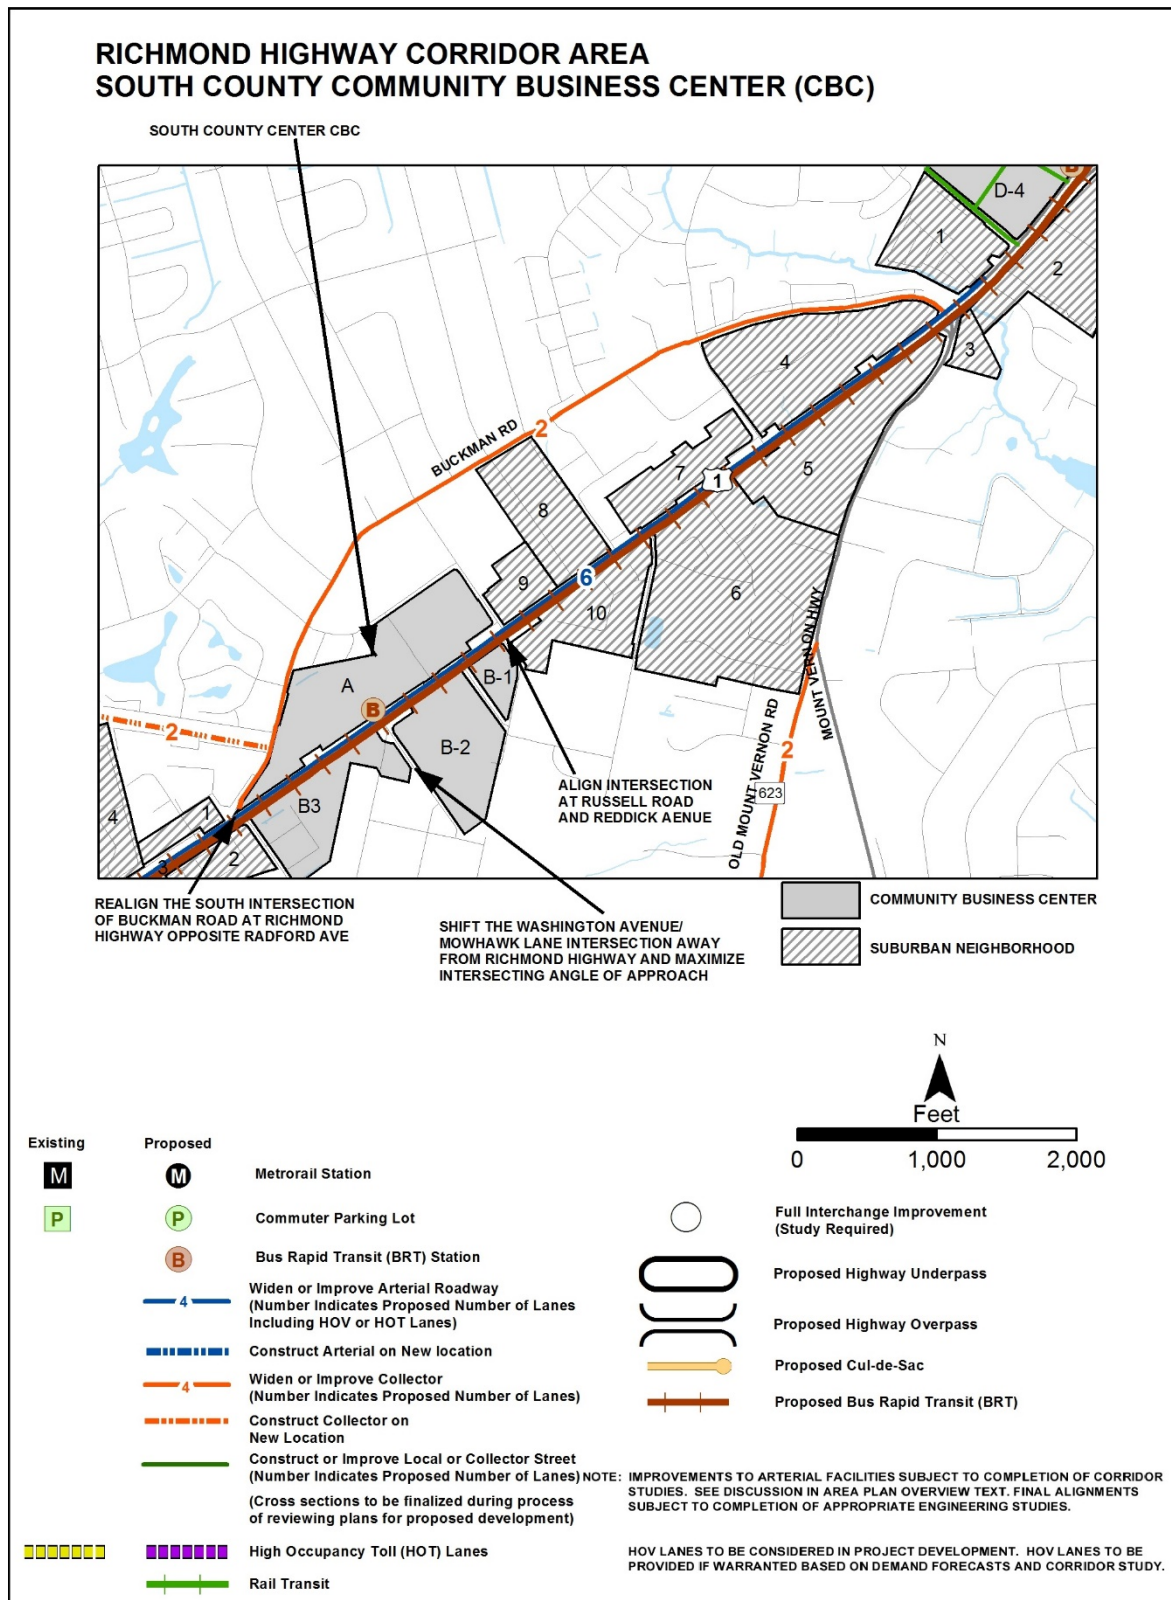 RICHMOND HIGHWAY CORRIDOR AREA
SOUTH COUNTY COMMUNITY BUSINESS CENTER (CBC)
SOUTH COUNTY CENTER CBC
B
D-4
1
2
3
4
BUCKMAN RD
2
7
1
5
8
6
9
10
6
MOUNT VERNON HWY
A
B-1
B
B-2
2
OLD MOUNT VERNON RD
2
623
B3
4
1
3
2
ALIGN INTERSECTION
AT RUSSELL ROAD
AND REDDICK AENUE
REALIGN THE SOUTH INTERSECTION
OF BUCKMAN ROAD AT RICHMOND
HIGHWAY OPPOSITE RADFORD AVE
SHIFT THE WASHINGTON AVENUE/
MOWHAWK LANE INTERSECTION AWAY
FROM RICHMOND HIGHWAY AND MAXIMIZE
INTERSECTING ANGLE OF APPROACH
COMMUNITY BUSINESS CENTER
SUBURBAN NEIGHBORHOOD
N
Feet
0 1,000 2,000
Existing Proposed
M M Metrorail Station
P P Commuter Parking Lot
B Bus Rapid Transit (BRT) Station
4 Widen or Improve Arterial Roadway
(Number Indicates Proposed Number of Lanes
Including HOV or HOT Lanes)
Construct Arterial on New location
4 Widen or Improve Collector
(Number Indicates Proposed Number of Lanes)
Construct Collector on
New Location
Construct or Improve Local or Collector Street
(Number Indicates Proposed Number of Lanes)
(Cross sections to be finalized during process
of reviewing plans for proposed development)
High Occupancy Toll (HOT) Lanes
Rail Transit
Full Interchange Improvement
(Study Required)
Proposed Highway Underpass
Proposed Highway Overpass
Proposed Cul-de-Sac
Proposed Bus Rapid Transit (BRT)
NOTE: IMPROVEMENTS TO ARTERIAL FACILITIES SUBJECT TO COMPLETION OF CORRIDOR
STUDIES. SEE DISCUSSION IN AREA PLAN OVERVIEW TEXT. FINAL ALIGNMENTS
SUBJECT TO COMPLETION OF APPROPRIATE ENGINEERING STUDIES.
HOV LANES TO BE CONSIDERED IN PROJECT DEVELOPMENT. HOV LANES TO BE
PROVIDED IF WARRANTED BASED ON DEMAND FORECASTS AND CORRIDOR STUDY.